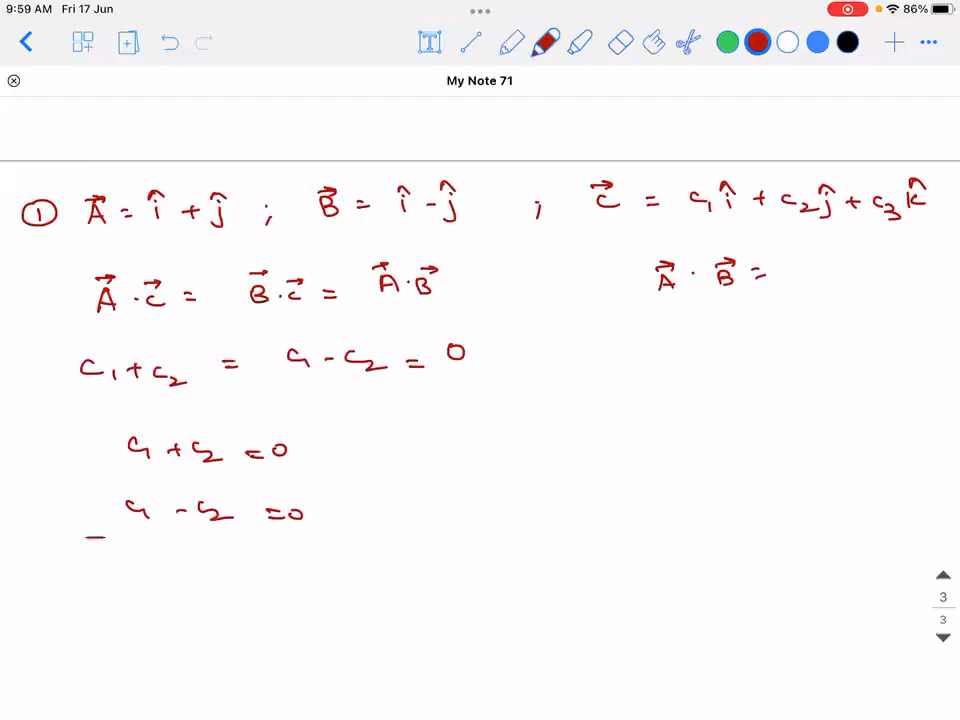 9:59 AM Fri 17 Jun 86%
T
My Note 71
① A⃗ = î + ĵ ; B⃗ = î - ĵ ; c⃗ = c₁î + c₂ĵ + c₃k̂
A⃗ · c⃗ = B⃗ · c⃗ = A⃗ · B⃗ A⃗ · B⃗ =
c₁ + c₂ = c₁ - c₂ = 0
c₁ + c₂ = 0
c₁ - c₂ = 0
3
3